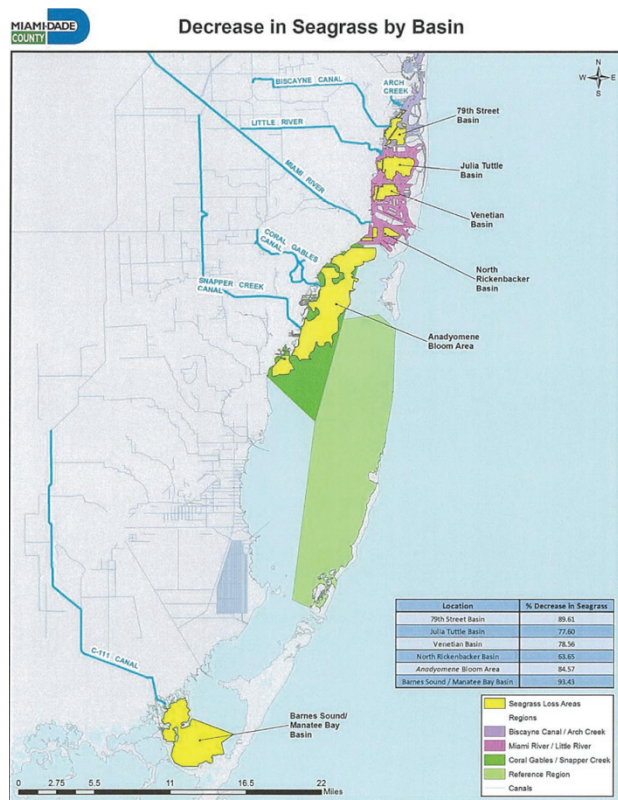 MIAMI-DADE
COUNTY
Decrease in Seagrass by Basin
N
W
E
S
BISCAYNE CANAL
ARCH
CREEK
79th Street
Basin
LITTLE RIVER
MIAMI RIVER
Julia Tuttle
Basin
Venetian
Basin
CORAL GABLES
CANAL
North
Rickenbacker
Basin
SNAPPER CREEK
CANAL
Anadyomene
Bloom Area
C-111 CANAL
Barnes Sound/
Manatee Bay
Basin
Location % Decrease in Seagrass
79th Street Basin 89.61
Julia Tuttle Basin 77.60
Venetian Basin 78.56
North Rickenbacker Basin 63.65
Anadyomene Bloom Area 84.57
Barnes Sound / Manatee Bay Basin 93.43
Seagrass Loss Areas
Regions
Biscayne Canal / Arch Creek
Miami River / Little River
Coral Gables / Snapper Creek
Reference Region
Canals
0 2.75 5.5 11 16.5 22
Miles